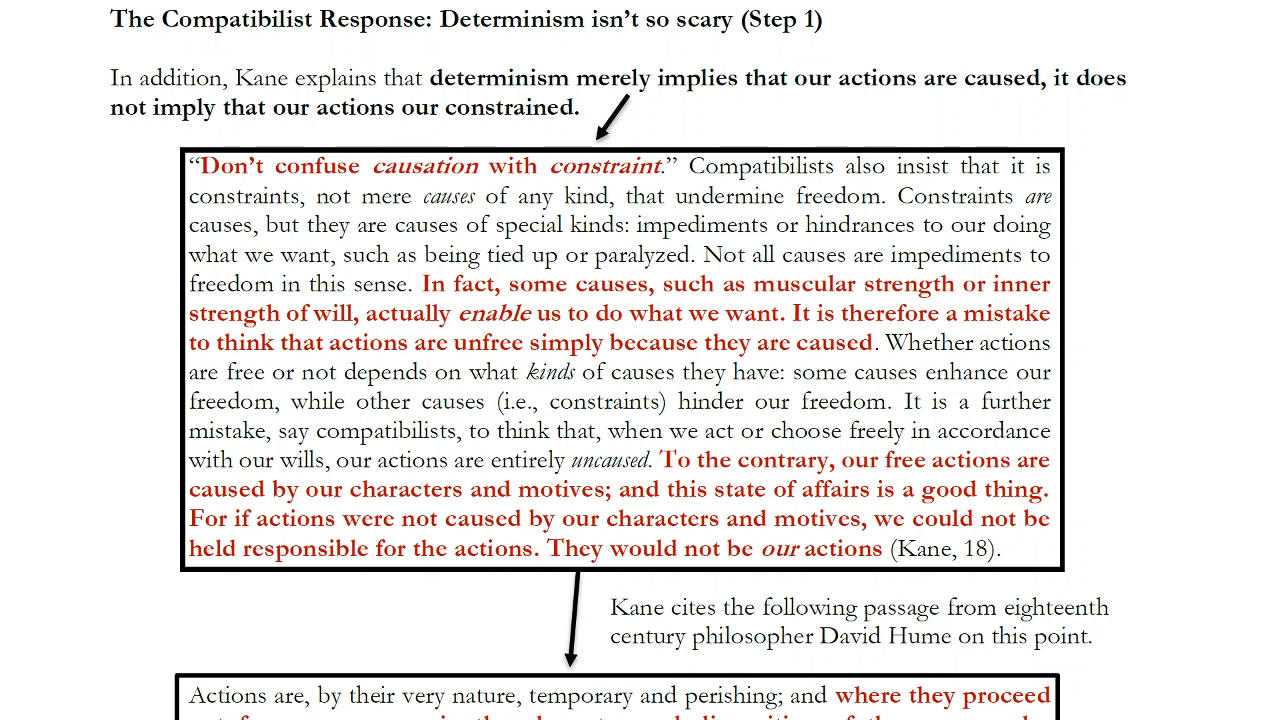 The Compatibilist Response: Determinism isn't so scary (Step 1)
In addition, Kane explains that determinism merely implies that our actions are caused, it does
not imply that our actions our constrained.
“Don't confuse causation with constraint.” Compatibilists also insist that it is
constraints, not mere causes of any kind, that undermine freedom. Constraints are
causes, but they are causes of special kinds: impediments or hindrances to our doing
what we want, such as being tied up or paralyzed. Not all causes are impediments to
freedom in this sense. In fact, some causes, such as muscular strength or inner
strength of will, actually enable us to do what we want. It is therefore a mistake
to think that actions are unfree simply because they are caused. Whether actions
are free or not depends on what kinds of causes they have: some causes enhance our
freedom, while other causes (i.e., constraints) hinder our freedom. It is a further
mistake, say compatibilists, to think that, when we act or choose freely in accordance
with our wills, our actions are entirely uncaused. To the contrary, our free actions are
caused by our characters and motives; and this state of affairs is a good thing.
For if actions were not caused by our characters and motives, we could not be
held responsible for the actions. They would not be our actions (Kane, 18).
Kane cites the following passage from eighteenth
century philosopher David Hume on this point.
Actions are, by their very nature, temporary and perishing; and where they proceed